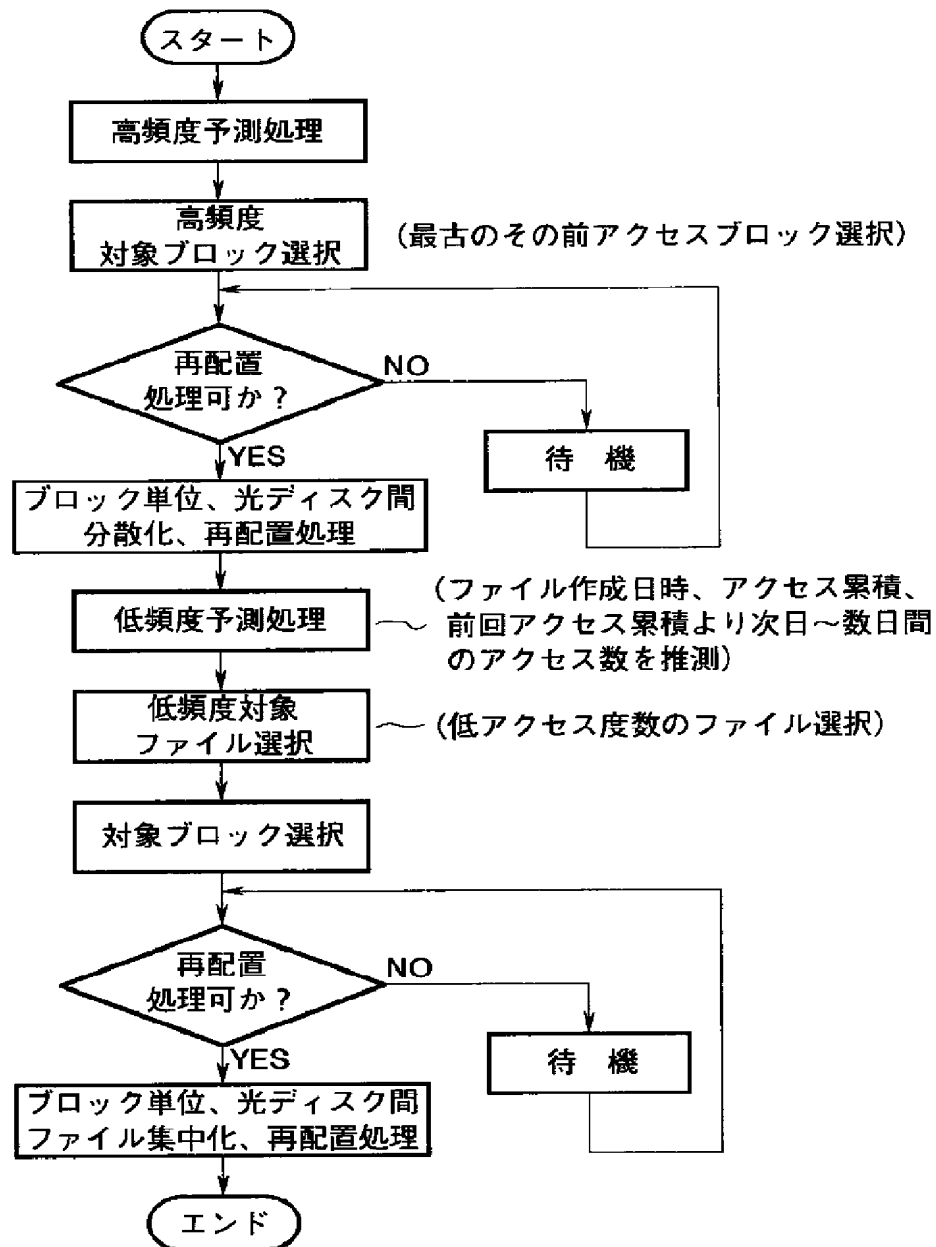 スタート
高頻度予測処理
高頻度
対象ブロック選択
(最古のその前アクセスブロック選択)
再配置
処理可か?
NO
待 機
YES
ブロック単位、光ディスク間
分散化、再配置処理
低頻度予測処理
(ファイル作成日時、アクセス累積、
前回アクセス累積より次日〜数日間
のアクセス数を推測)
低頻度対象
ファイル選択
(低アクセス度数のファイル選択)
対象ブロック選択
再配置
処理可か?
NO
待 機
YES
ブロック単位、光ディスク間
ファイル集中化、再配置処理
エンド